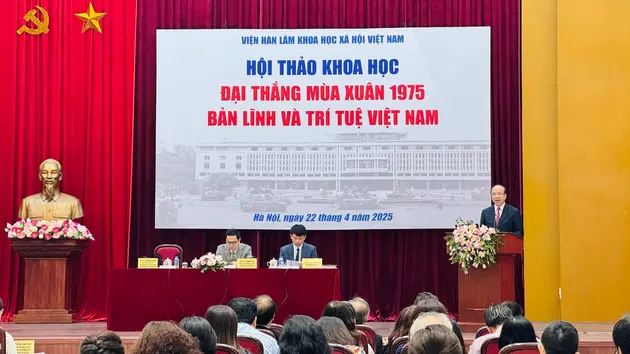 VIỆN HÀN LÂM KHOA HỌC XÃ HỘI VIỆT NAM
HỘI THẢO KHOA HỌC
ĐẠI THẮNG MÙA XUÂN 1975
BẢN LĨNH VÀ TRÍ TUỆ VIỆT NAM
Hà Nội, ngày 22 tháng 4 năm 2025